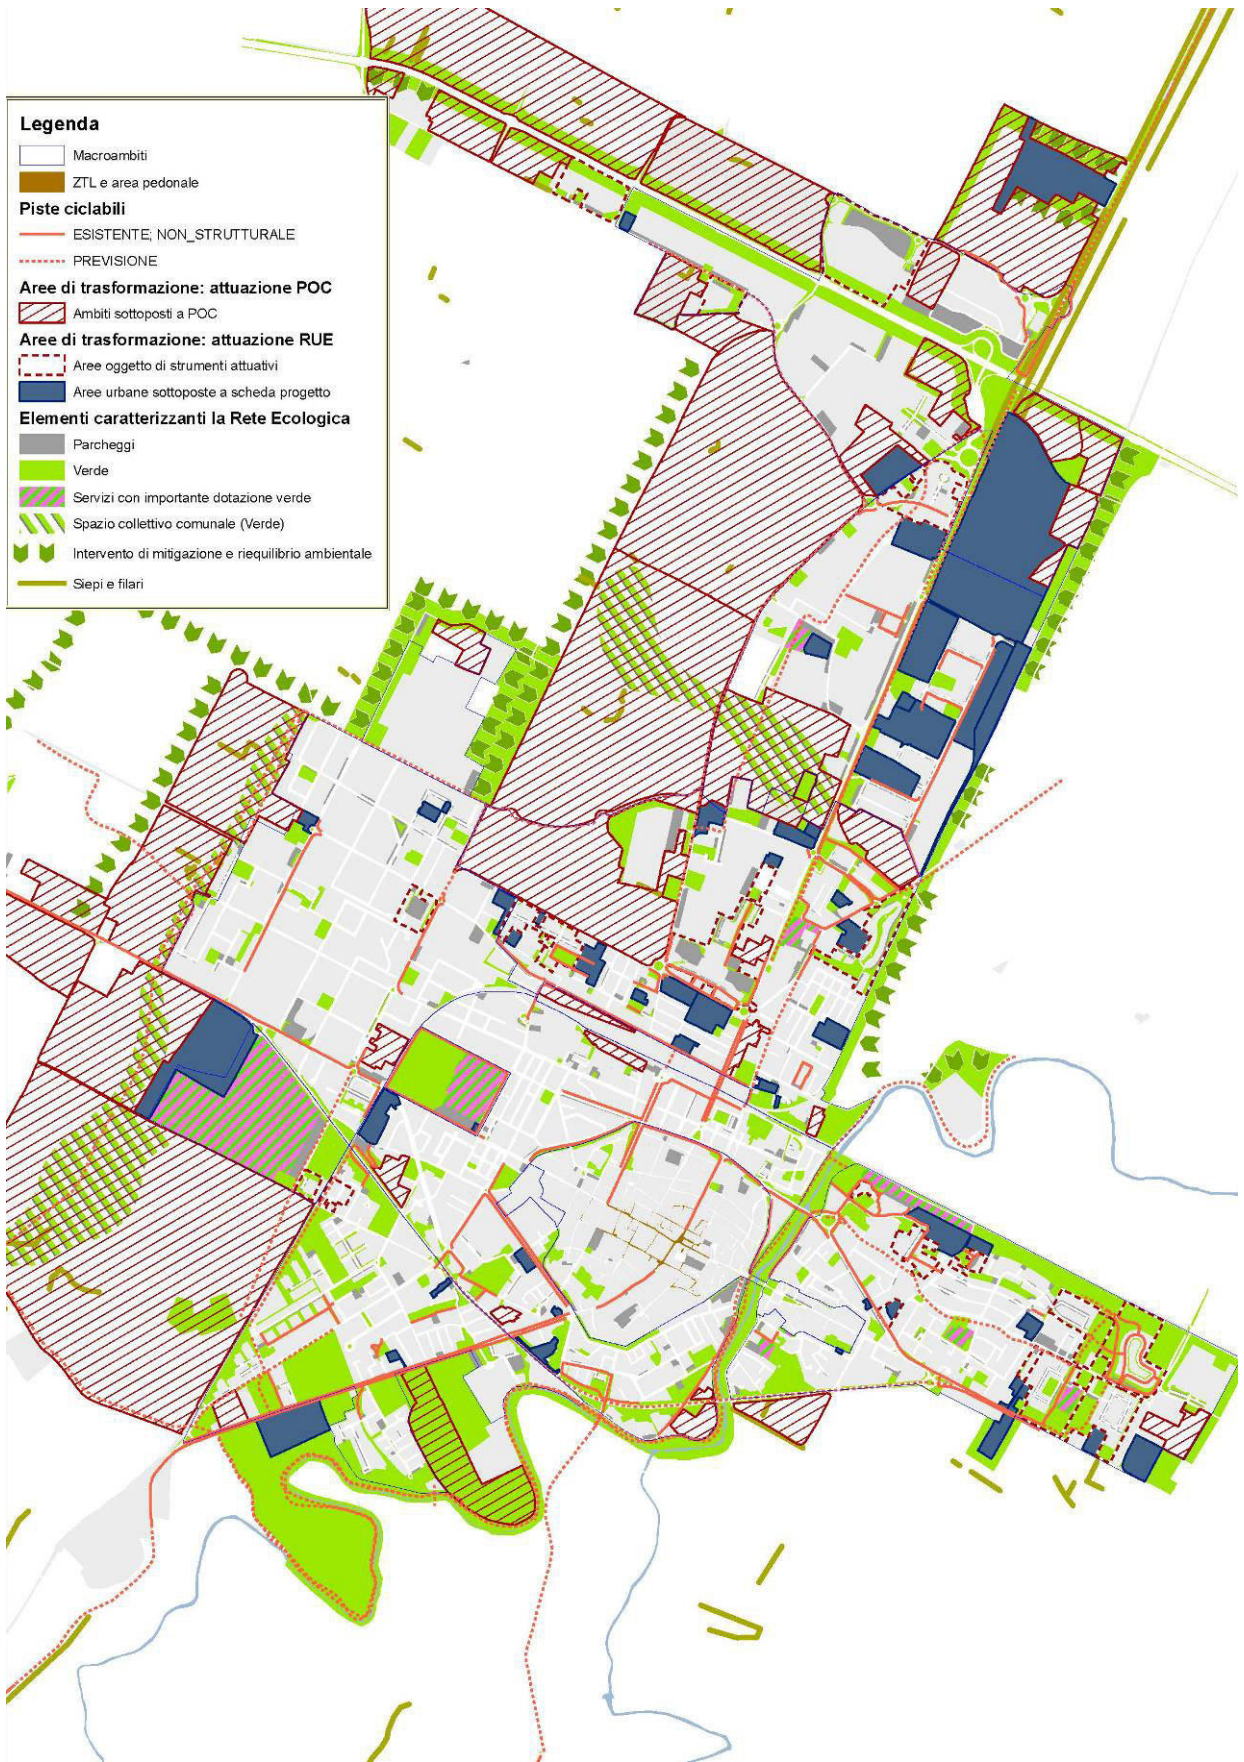 Legenda
Macroambiti
ZTL e area pedonale
Piste ciclabili
ESISTENTE; NON_STRUTTURALE
PREVISIONE
Aree di trasformazione: attuazione POC
Ambiti sottoposti a POC
Aree di trasformazione: attuazione RUE
Aree oggetto di strumenti attuativi
Aree urbane sottoposte a scheda progetto
Elementi caratterizzanti la Rete Ecologica
Parcheggi
Verde
Servizi con importante dotazione verde
Spazio collettivo comunale (Verde)
Intervento di mitigazione e riequilibrio ambientale
Siepi e filari